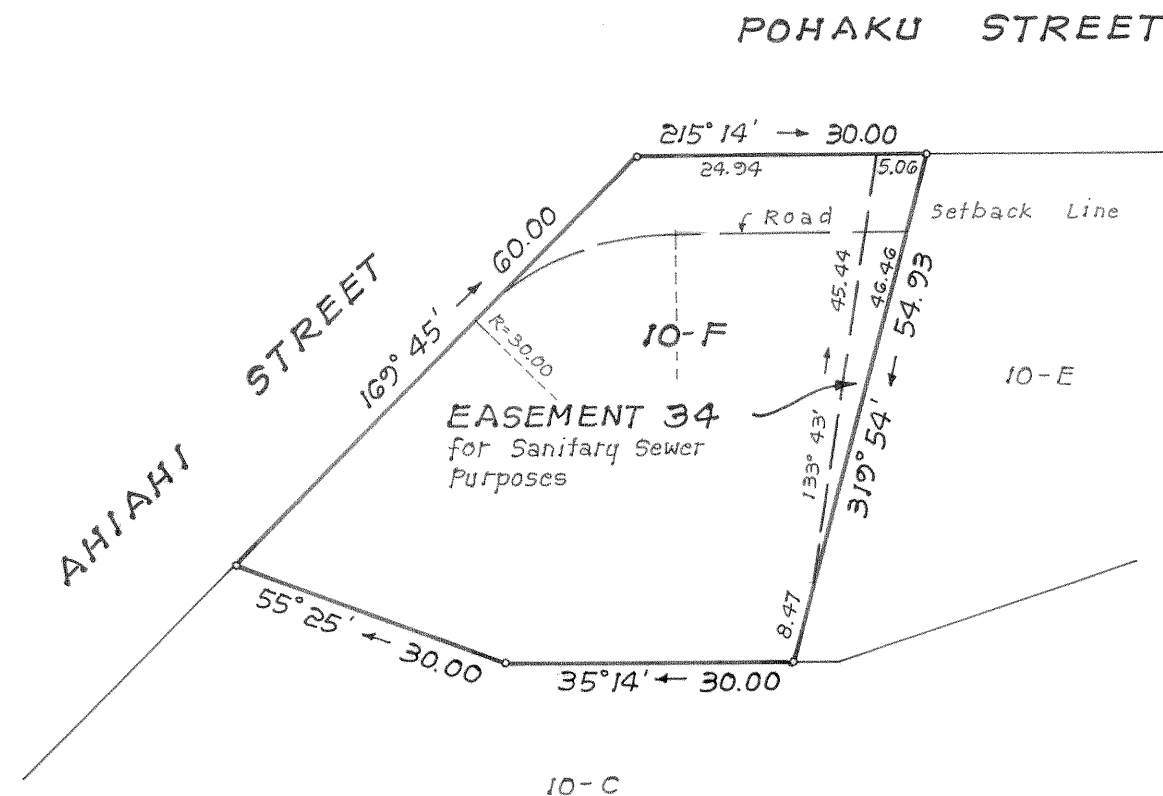 POHAKU STREET
215° 14' → 30.00
24.94
5.06
Road Setback Line
AHIAHI STREET
169° 45' → 60.00
R=30.00
10-F
45.44
46.46
319° 54' ← 54.93
133° 43' →
10-E
EASEMENT 34
for Sanitary Sewer
Purposes
8.47
55° 25' ← 30.00
35° 14' ← 30.00
10-C